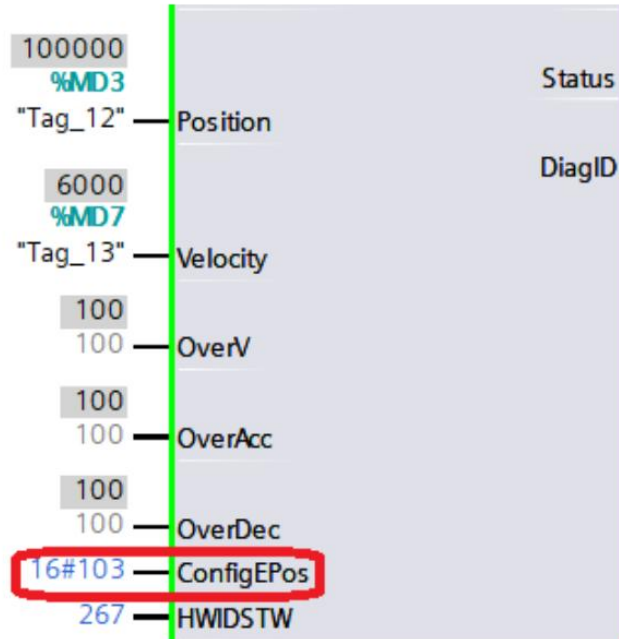 100000
%MD3
"Tag_12" Position
Status
DiagID
6000
%MD7
"Tag_13" Velocity
100
100 OverV
100
100 OverAcc
100
100 OverDec
16#103 ConfigEPos
267 HWIDSTW